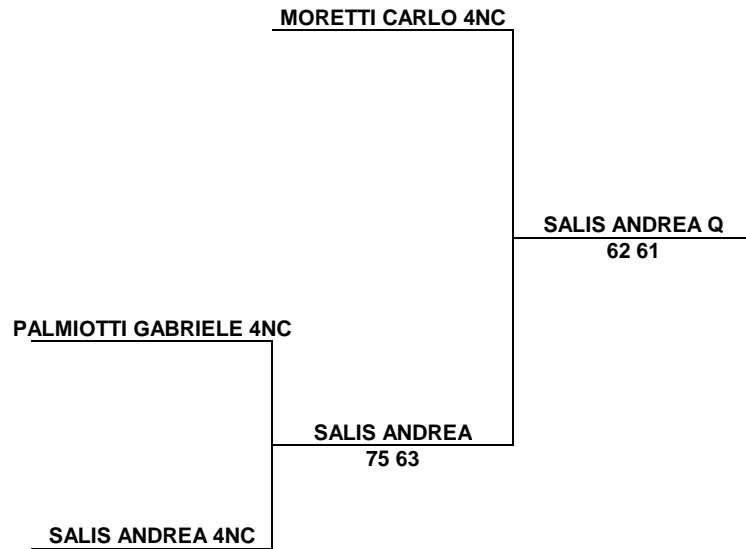 MORETTI CARLO 4NC
SALIS ANDREA Q
62 61
PALMIOTTI GABRIELE 4NC
SALIS ANDREA
75 63
SALIS ANDREA 4NC